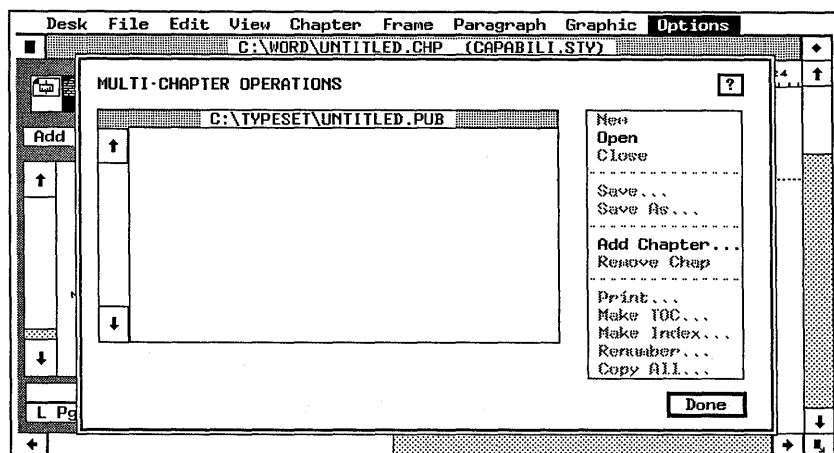 Desk File Edit View Chapter Frame Paragraph Graphic Options
C:\WORD\UNTITLED.CHP (CAPABILI.STY)
MULTI-CHAPTER OPERATIONS
?
C:\TYPESET\UNTITLED.PUB
New
Open
Close
Save...
Save As...
Add Chapter...
Remove Chap
Print...
Make TOC...
Make Index...
Renumber...
Copy All...
Done
Add
L Pg